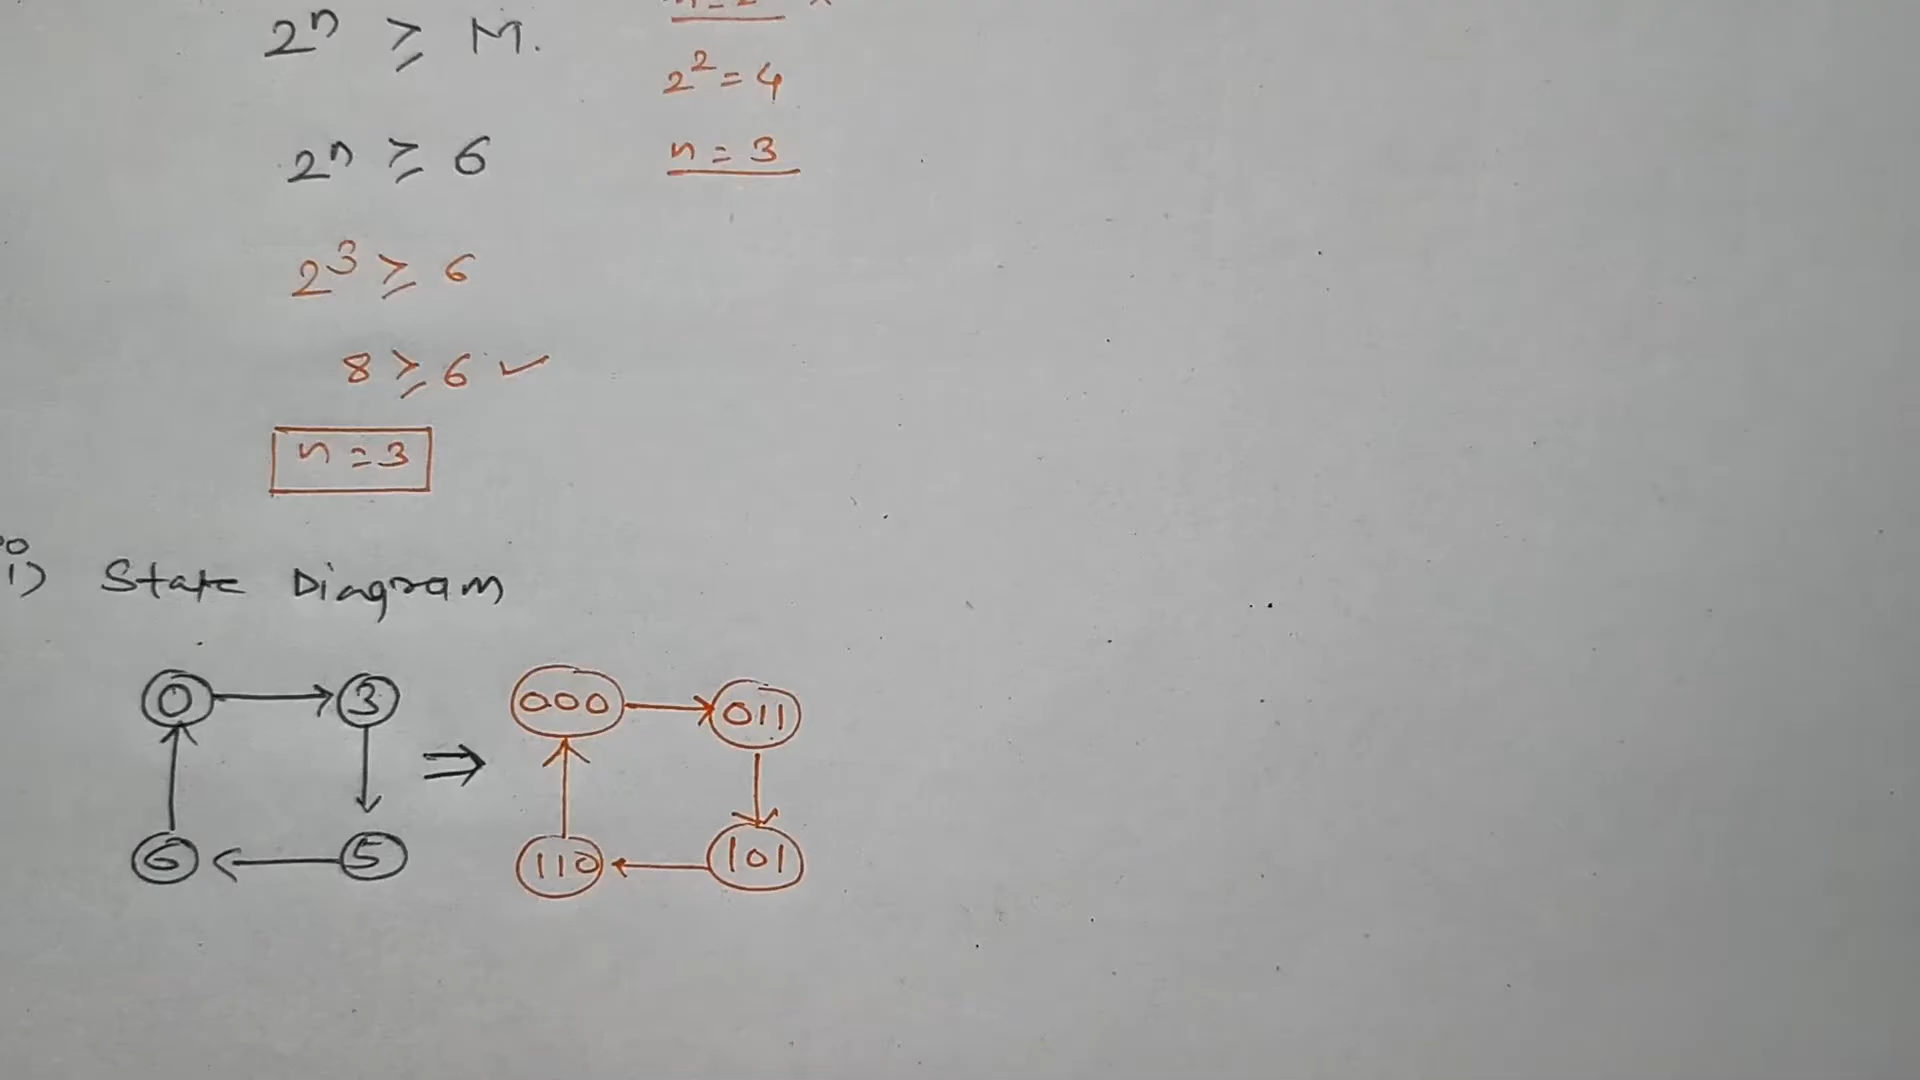 2ⁿ ≥ M.
2² = 4
n = 3
2ⁿ ≥ 6
2³ ≥ 6
8 ≥ 6 ✓
n = 3
i) State Diagram
0 → 3 ⇒ 000 → 011
6 ← 5 110 ← 101